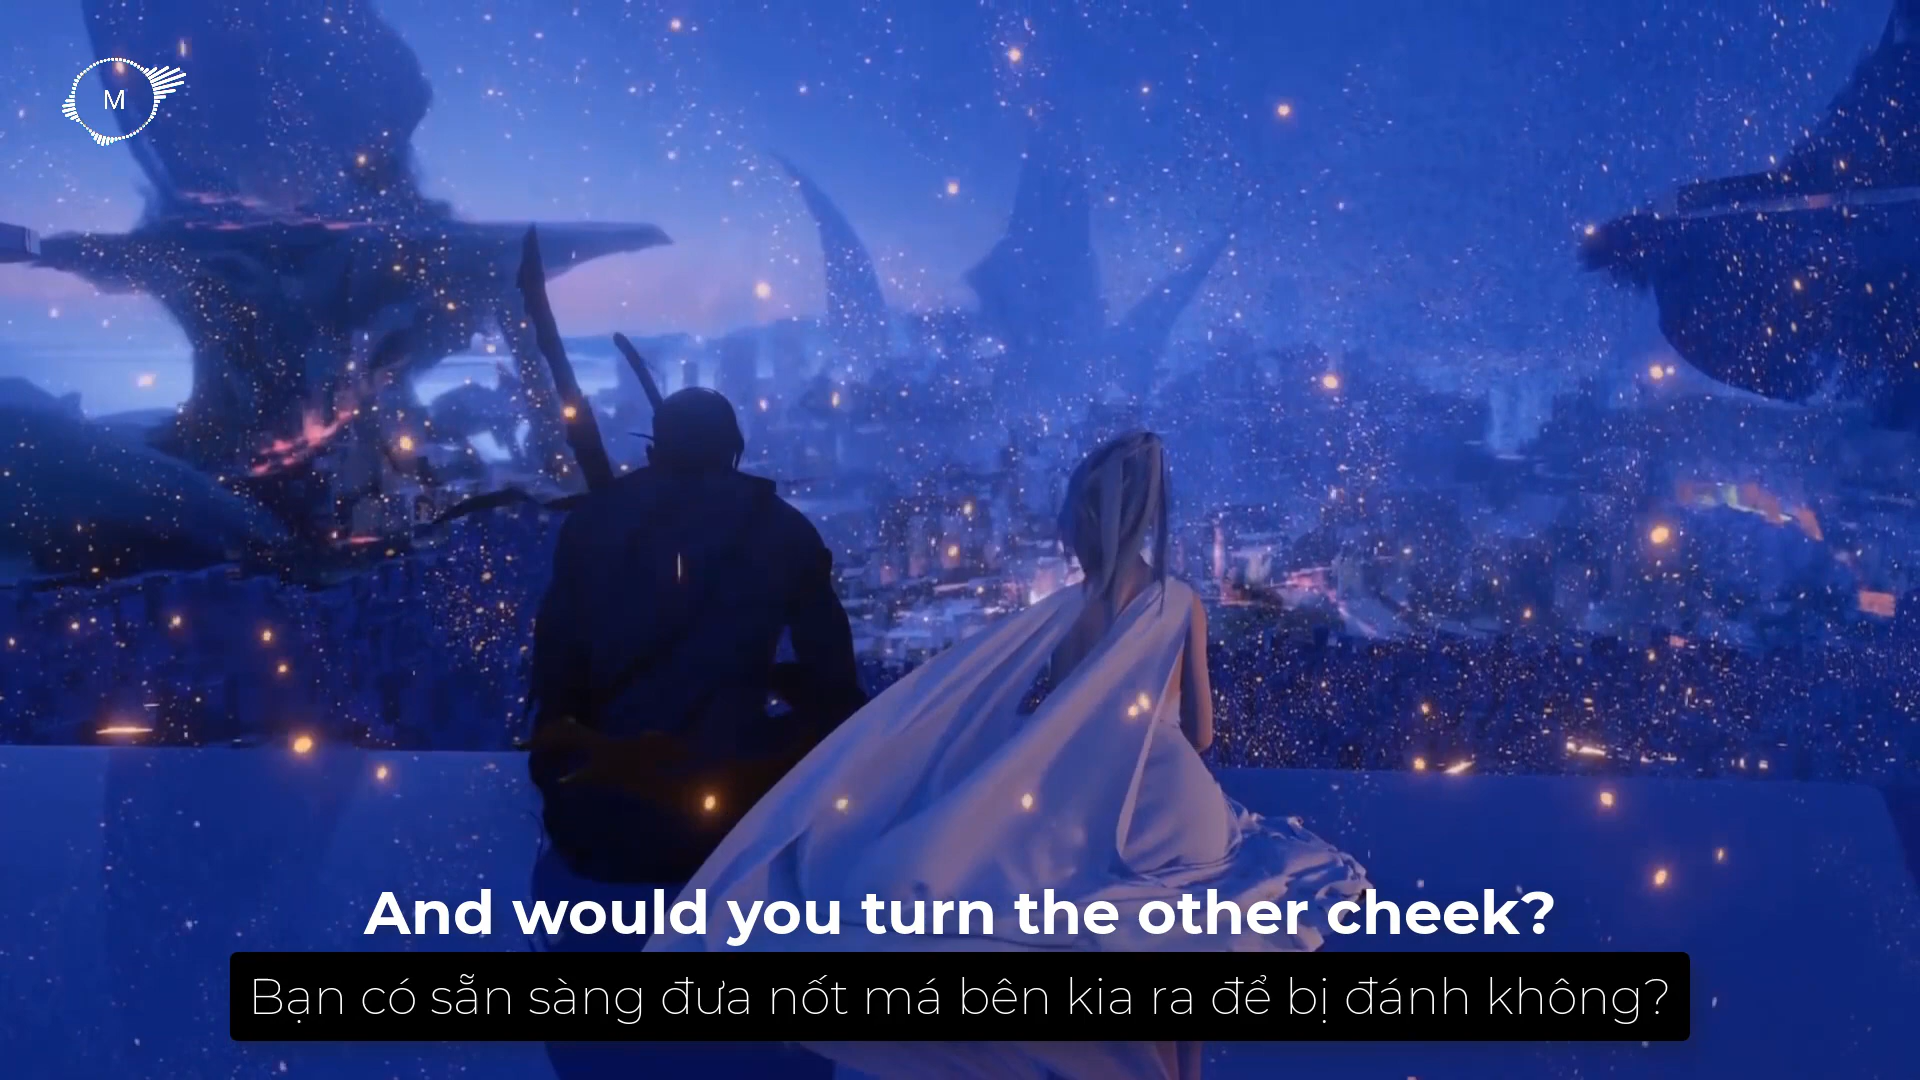 M
And would you turn the other cheek?
Bạn có sẵn sàng đưa nốt má bên kia ra để bị đánh không?